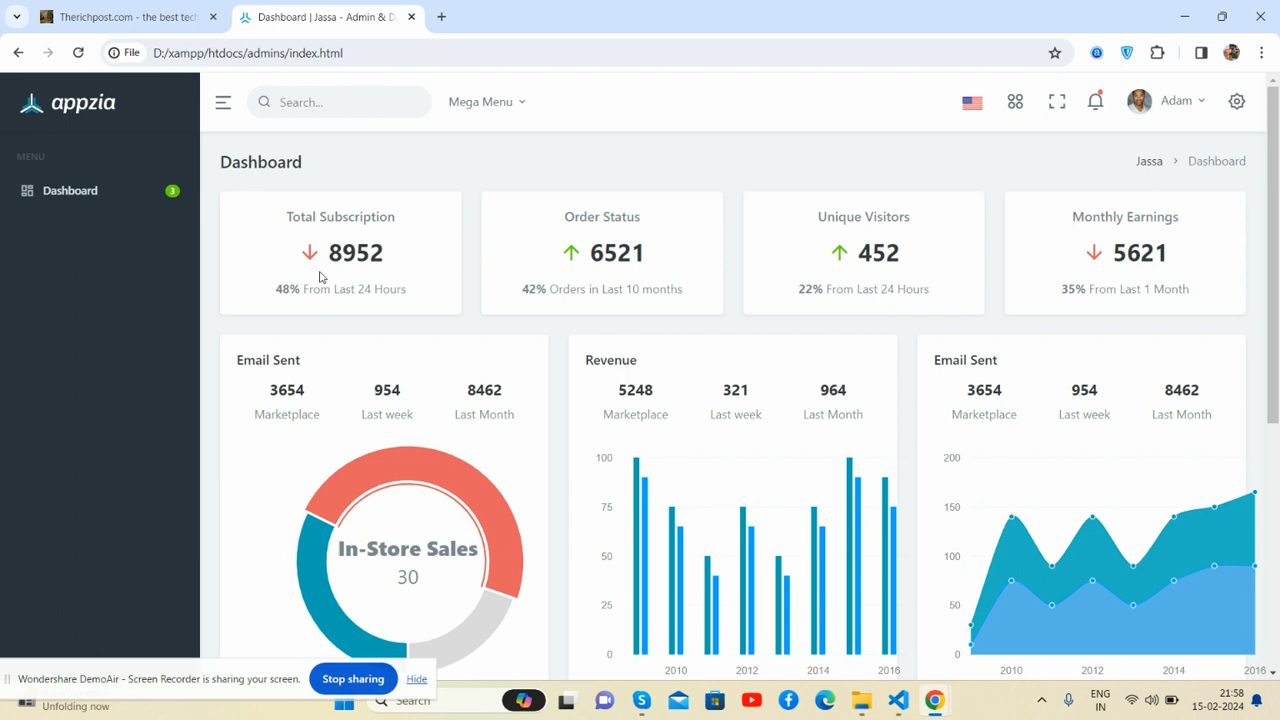 Therichpost.com - the best tech
Dashboard | Jassa - Admin & D
File
D:/xampp/htdocs/admins/index.html
appzia
Search...
Mega Menu
Adam
MENU
Dashboard
3
Dashboard
Jassa
Dashboard
Total Subscription
8952
48% From Last 24 Hours
Order Status
6521
42% Orders in Last 10 months
Unique Visitors
452
22% From Last 24 Hours
Monthly Earnings
5621
35% From Last 1 Month
Email Sent
3654 954 8462
Marketplace Last week Last Month
In-Store Sales
30
Revenue
5248 321 964
Marketplace Last week Last Month
100
75
50
25
0
2010 2012 2014 2016
Email Sent
3654 954 8462
Marketplace Last week Last Month
200
150
100
50
0
2010 2012 2014 2016
Wondershare DemoAir - Screen Recorder is sharing your screen.
Stop sharing
Hide
Unfolding now
Search
ENG
IN
21:58
15-02-2024